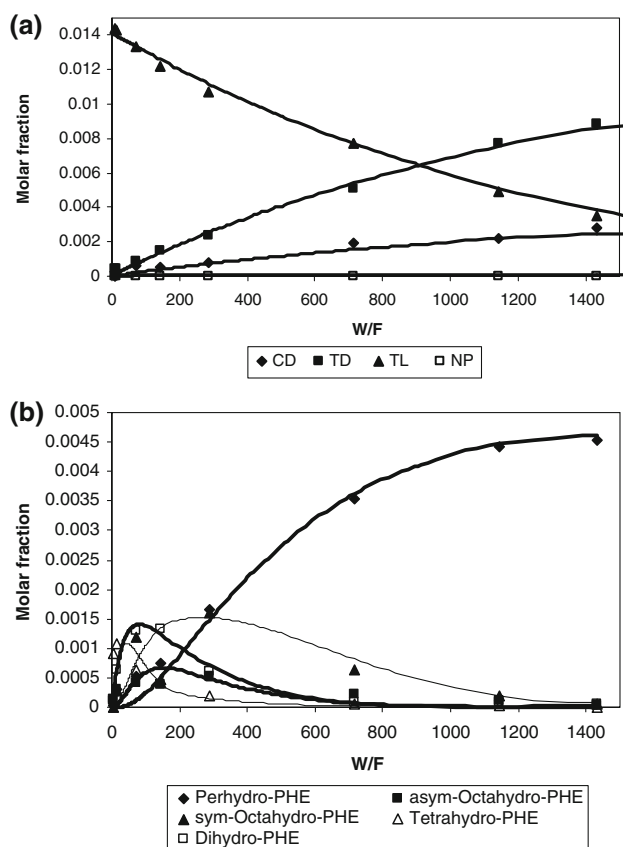 (a)
0.014
0.012
0.01
0.008
0.006
0.004
0.002
0
Molar fraction
0 200 400 600 800 1000 1200 1400
W/F
CD TD TL NP
(b)
0.005
0.0045
0.004
0.0035
0.003
0.0025
0.002
0.0015
0.001
0.0005
0
Molar fraction
0 200 400 600 800 1000 1200 1400
W/F
Perhydro-PHE asym-Octahydro-PHE
sym-Octahydro-PHE Tetrahydro-PHE
Dihydro-PHE